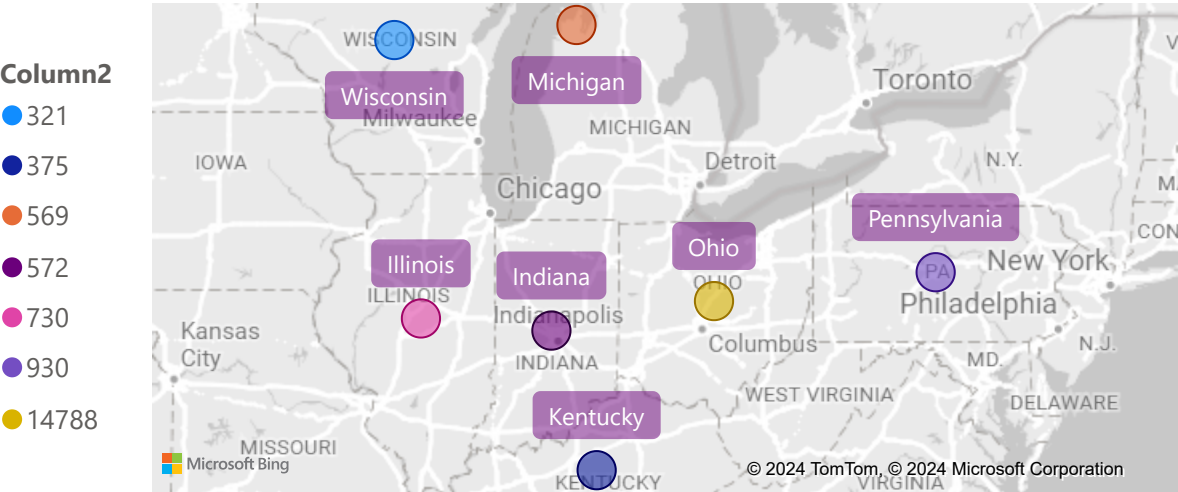 Column2
321
375
569
572
730
930
14788
WISCONSIN
Wisconsin
Milwaukee
Michigan
MICHIGAN
Toronto
IOWA
Detroit
N.Y.
Chicago
Pennsylvania
CON
Illinois
ILLINOIS
Indiana
Indianapolis
INDIANA
Ohio
OHIO
PA
New York
Philadelphia
Kansas
City
Columbus
N.J.
MD.
WEST VIRGINIA
DELAWARE
Kentucky
KENTUCKY
MISSOURI
Microsoft Bing
© 2024 TomTom, © 2024 Microsoft Corporation
VIRGINIA